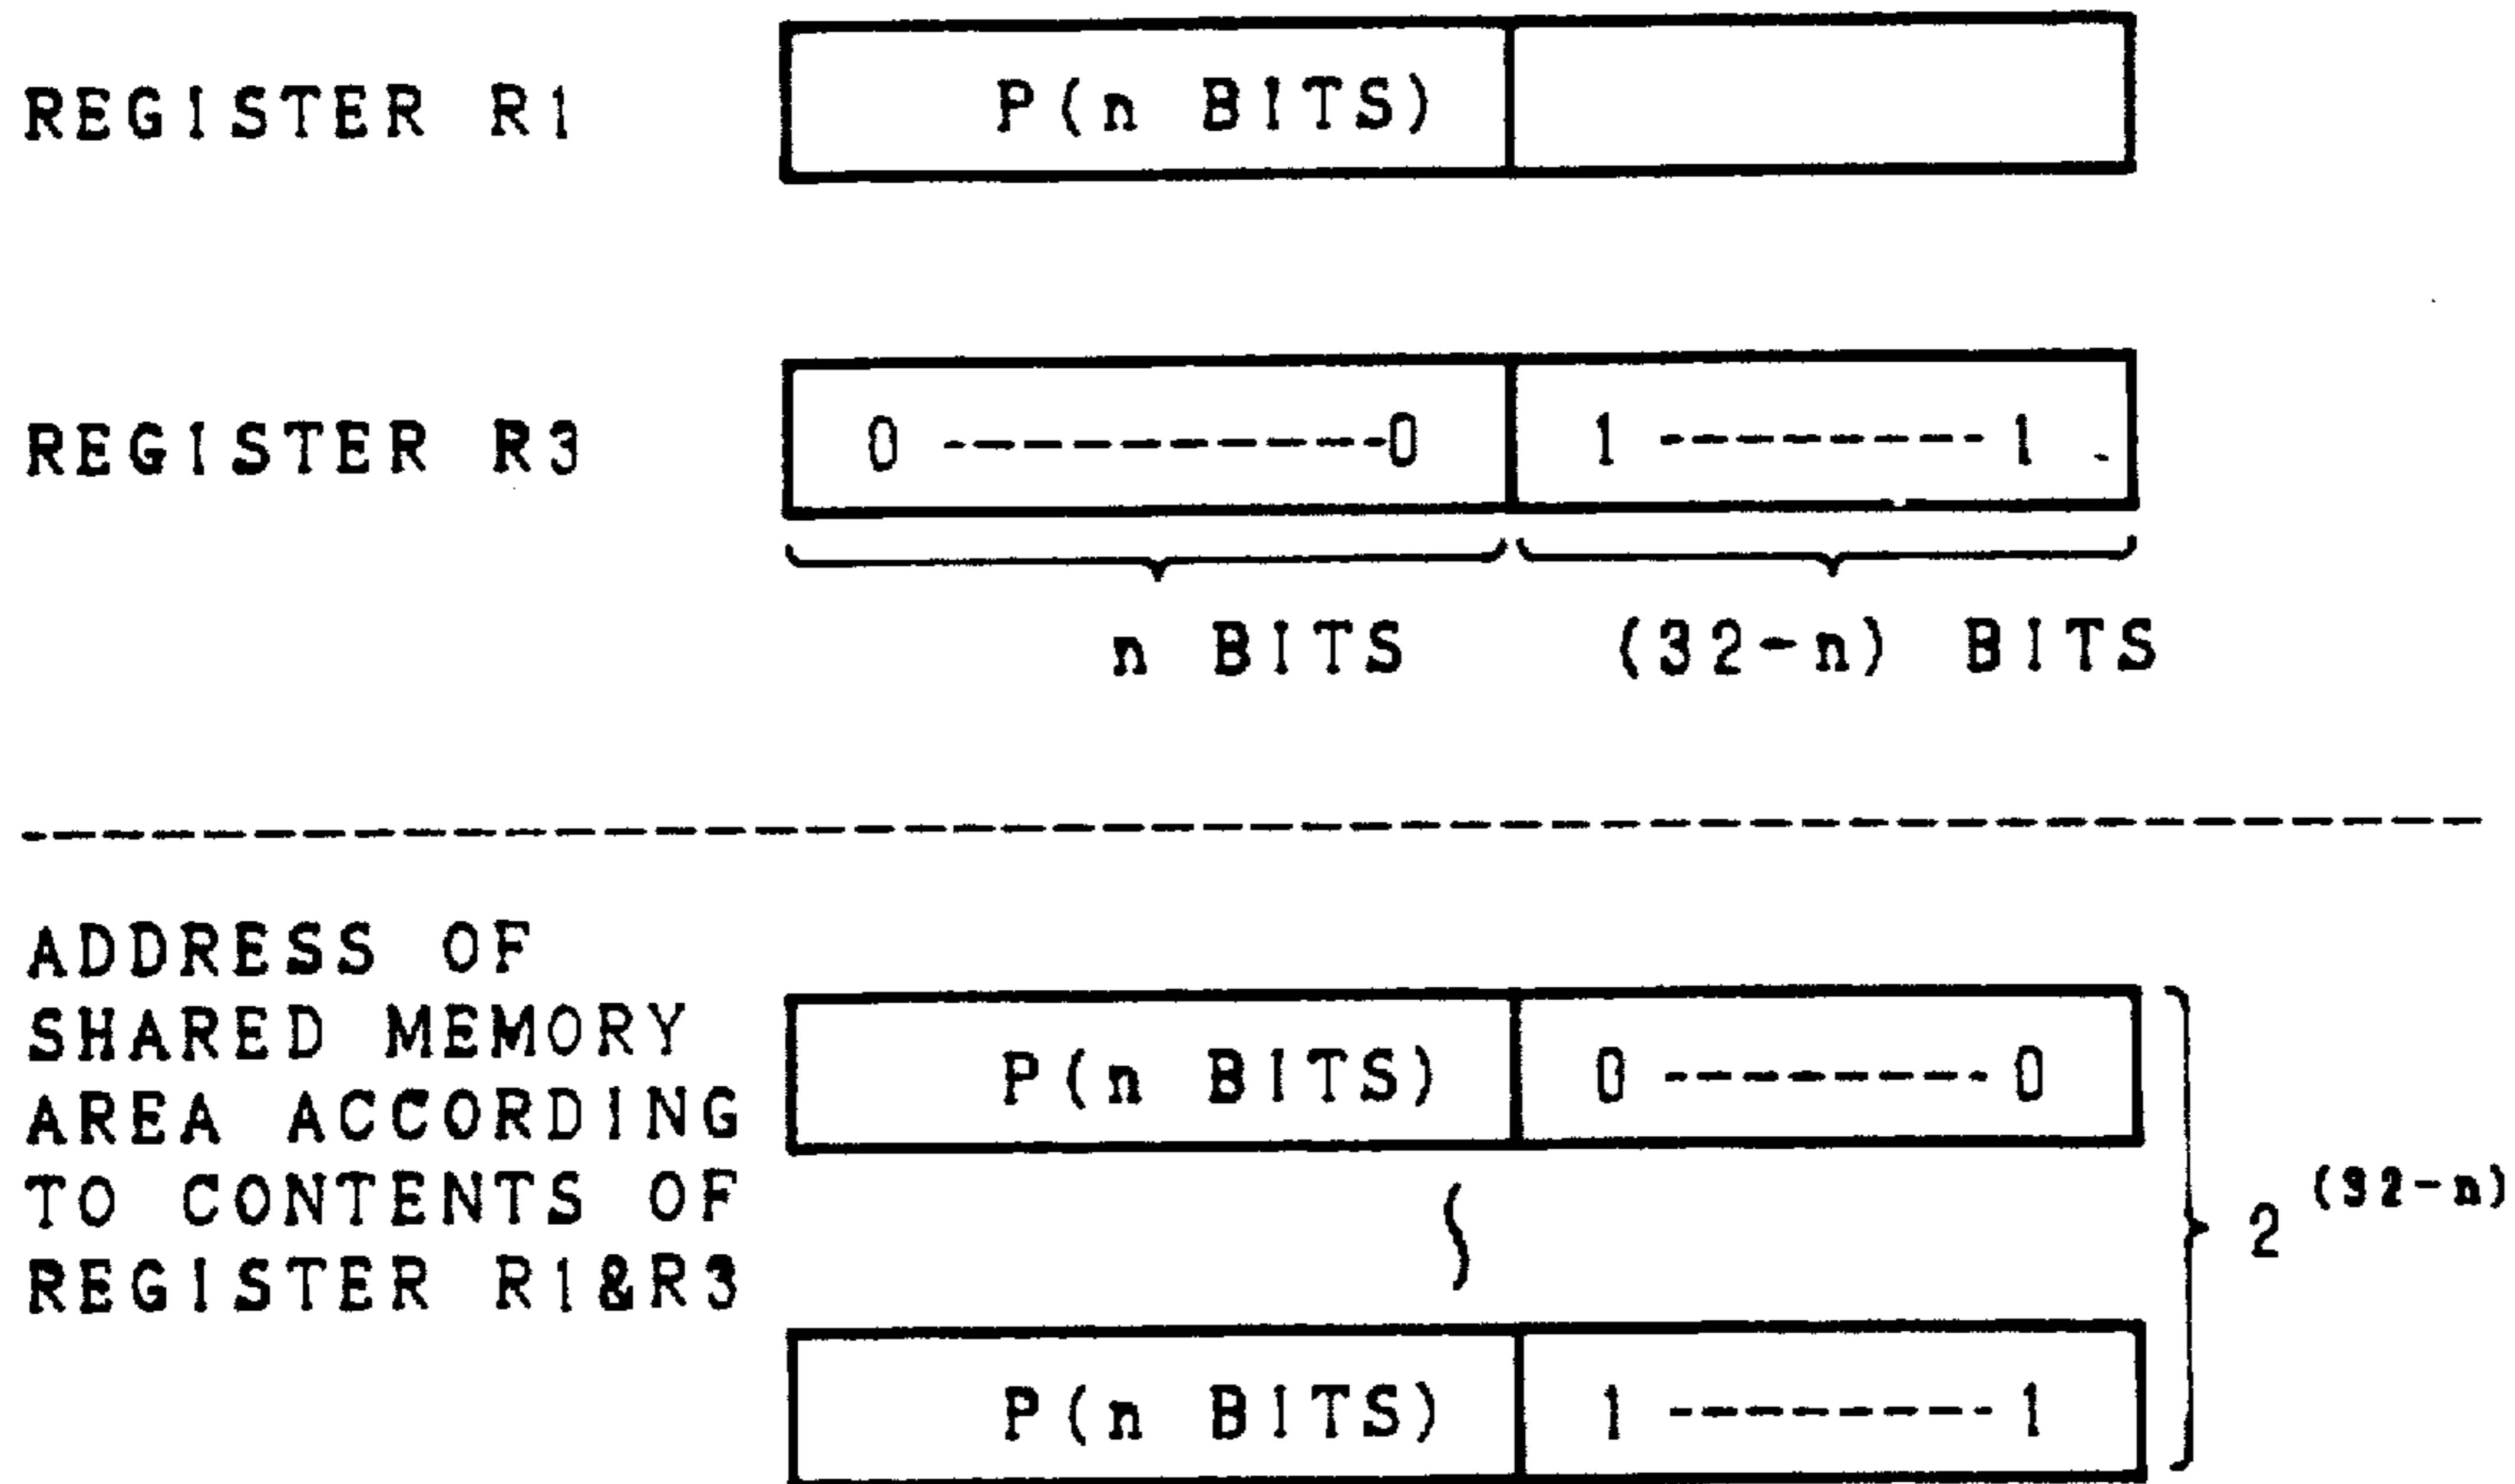 REGISTER R1
P(n BITS)
REGISTER R3
0 ----------0 1 -------1
n BITS (32-n) BITS
ADDRESS OF
SHARED MEMORY
AREA ACCORDING
TO CONTENTS OF
REGISTER R1&R3
P(n BITS) 0 -------0
2 (32-n)
P(n BITS) 1 -------1